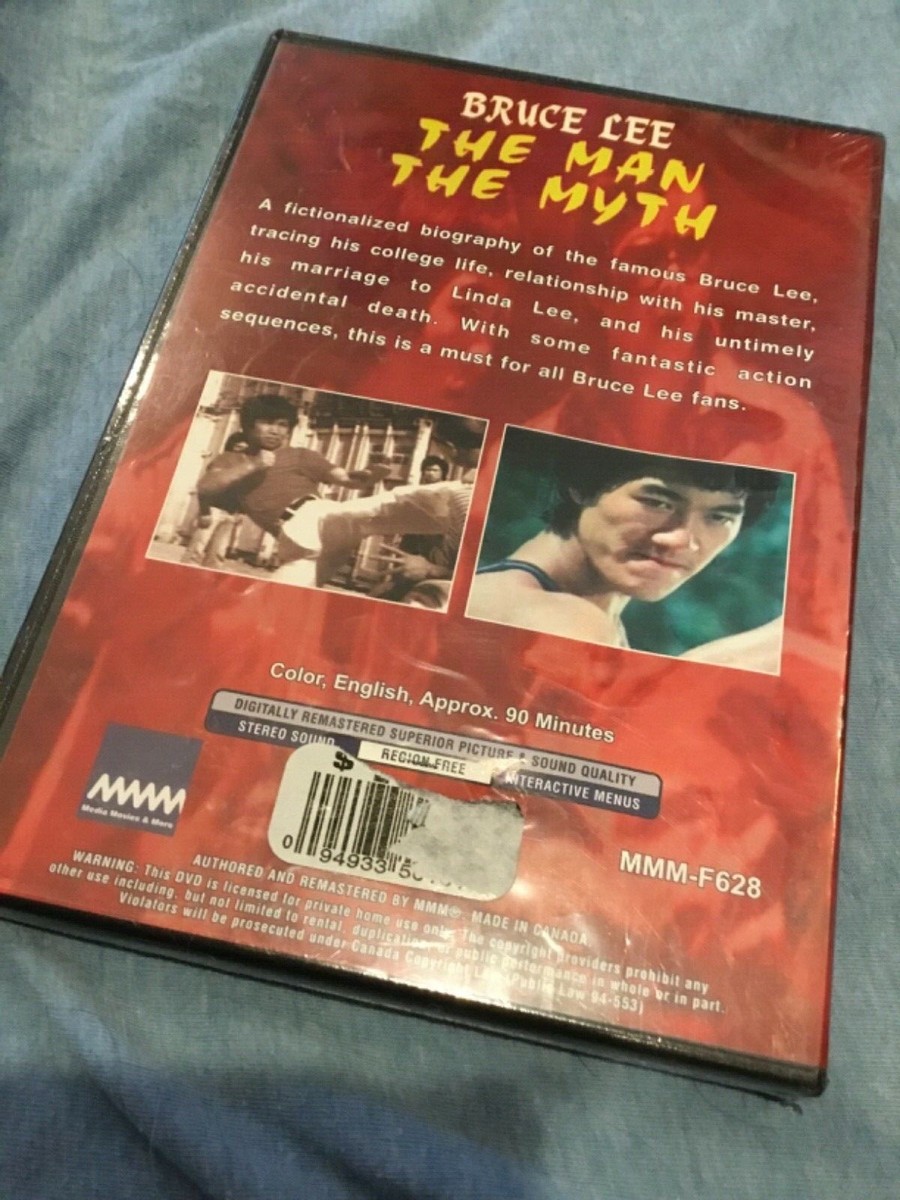 BRUCE LEE
THE MAN
THE MYTH
A fictionalized biography of the famous Bruce Lee,
tracing his college life, relationship with his master,
his marriage to Linda Lee, and his untimely
accidental death. With some fantastic action
sequences, this is a must for all Bruce Lee fans.
Color, English, Approx. 90 Minutes
DIGITALLY REMASTERED SUPERIOR PICTURE & SOUND QUALITY
STEREO SOUND REGION FREE INTERACTIVE MENUS
$
MMM
Media Movies & More
0 94933
MMM-F628
AUTHORED AND REMASTERED BY MMM®. MADE IN CANADA
WARNING: This DVD is licensed for private home use only. The copyright providers prohibit any
other use including, but not limited to rental, duplication, or public performance in whole or in part.
Violators will be prosecuted under Canada Copyright Law (Public Law 94-553)